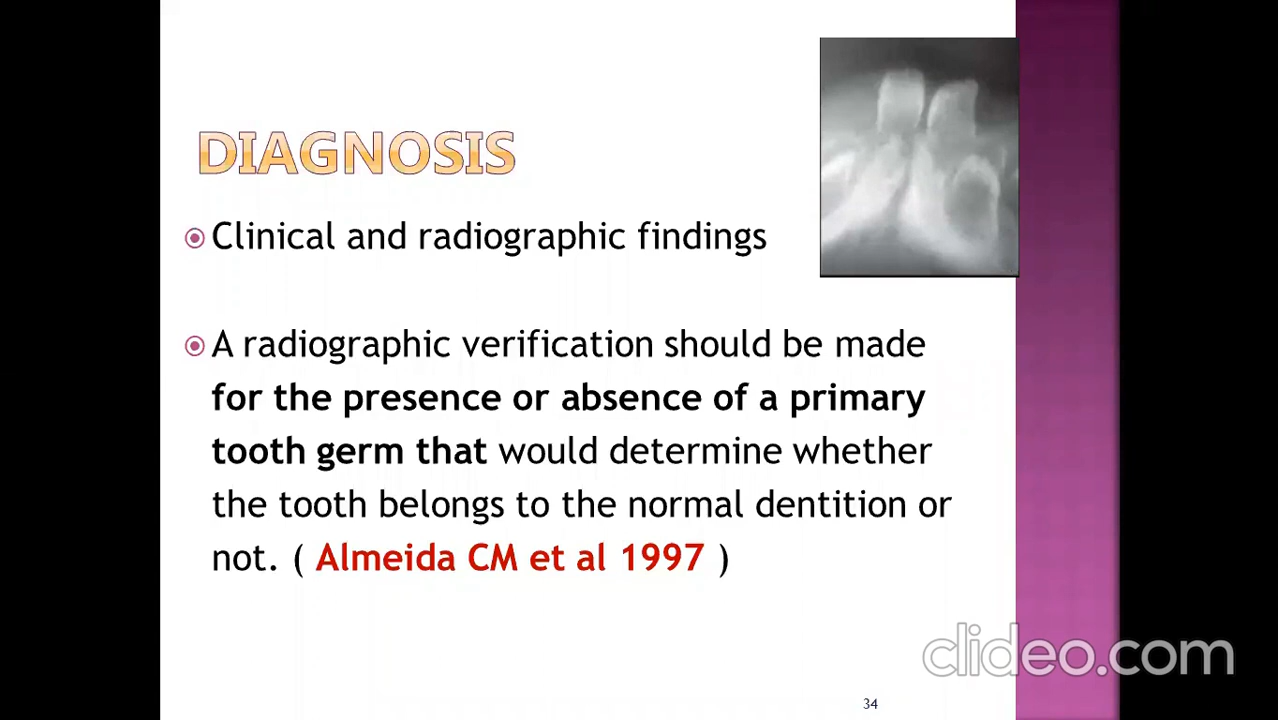 DIAGNOSIS
Clinical and radiographic findings
A radiographic verification should be made
for the presence or absence of a primary
tooth germ that would determine whether
the tooth belongs to the normal dentition or
not. ( Almeida CM et al 1997 )
clideo.com
34